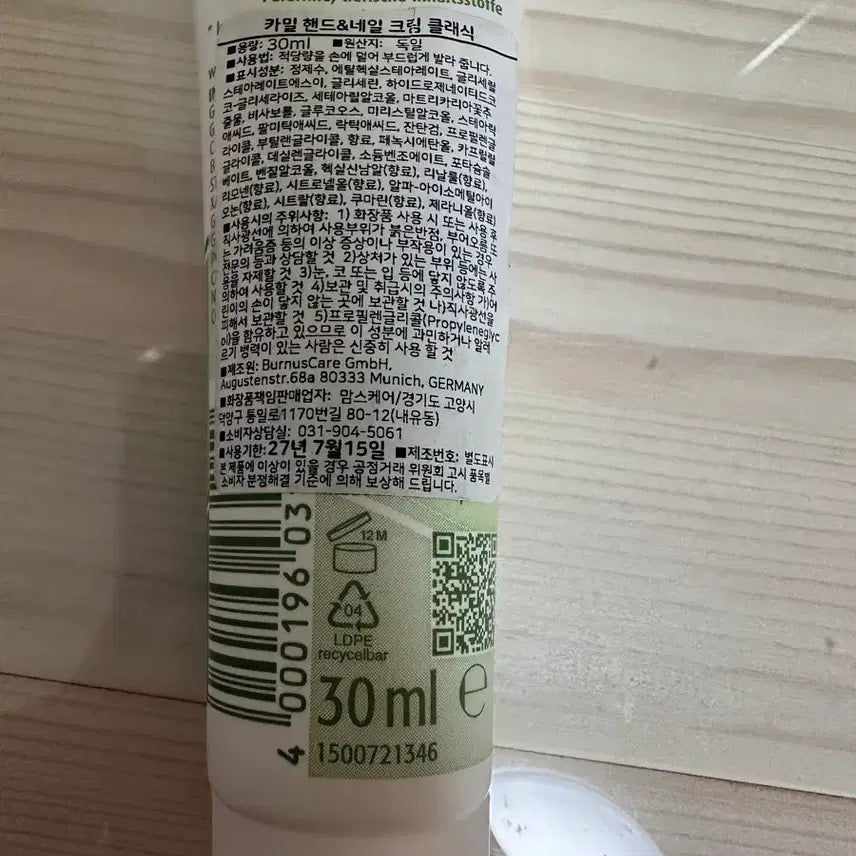 tierische Inhaltsstoffe
카밀 핸드&네일 크림 클래식
■용량: 30ml ■원산지: 독일
■사용법: 적당량을 손에 덜어 부드럽게 발라 줍니다.
■표시성분: 정제수, 에틸헥실스테아레이트, 글리세릴
스테아레이트에스이, 글리세린, 하이드로제네이티드코
코-글리세라이즈, 세테아릴알코올, 마트리카리아꽃추
출물, 비사보롤, 글루코오스, 미리스틸알코올, 스테아릭
애씨드, 팔미틱애씨드, 락틱애씨드, 잔탄검, 프로필렌글
라이콜, 부틸렌글라이콜, 향료, 페녹시에탄올, 카프릴릴
글라이콜, 데실렌글라이콜, 소듐벤조에이트, 포타슘솔
베이트, 벤질알코올, 헥실신남알(향료), 리날룰(향료),
리모넨(향료), 시트로넬올(향료), 알파-아이소메틸아이
오논(향료), 시트랄(향료), 쿠마린(향료), 제라니올(향료)
■사용시의 주위사항: 1) 화장품 사용 시 또는 사용 후
직사광선에 의하여 사용부위가 붉은반점, 부어오름 또
는 가려움증 등의 이상 증상이나 부작용이 있는 경우
전문의 등과 상담할 것 2)상처가 있는 부위 등에는 사
용을 자제할 것 3)눈, 코 또는 입 등에 닿지 않도록 주
의하여 사용할 것 4)보관 및 취급시의 주의사항 가)어
린이의 손이 닿지 않는 곳에 보관할 것 나)직사광선을
피해서 보관할 것 5)프로필렌글리콜(Propyleneglyc
ol)을 함유하고 있으므로 이 성분에 과민하거나 알레
르기 병력이 있는 사람은 신중히 사용 할 것
■제조원: BurnusCare GmbH,
Augustenstr.68a 80333 Munich, GERMANY
■화장품책임판매업자: 맘스케어/경기도 고양시
덕양구 통일로1170번길 80-12(내유동)
■소비자상담실: 031-904-5061
■사용기한: 27년 7월15일 ■제조번호: 별도표시
본 제품에 이상이 있을 경우 공정거래 위원회 고시 품목별
소비자 분쟁해결 기준에 의해 보상해 드립니다.
12M
04
LDPE
recycelbar
30 ml e
1500721346
4 000196 03